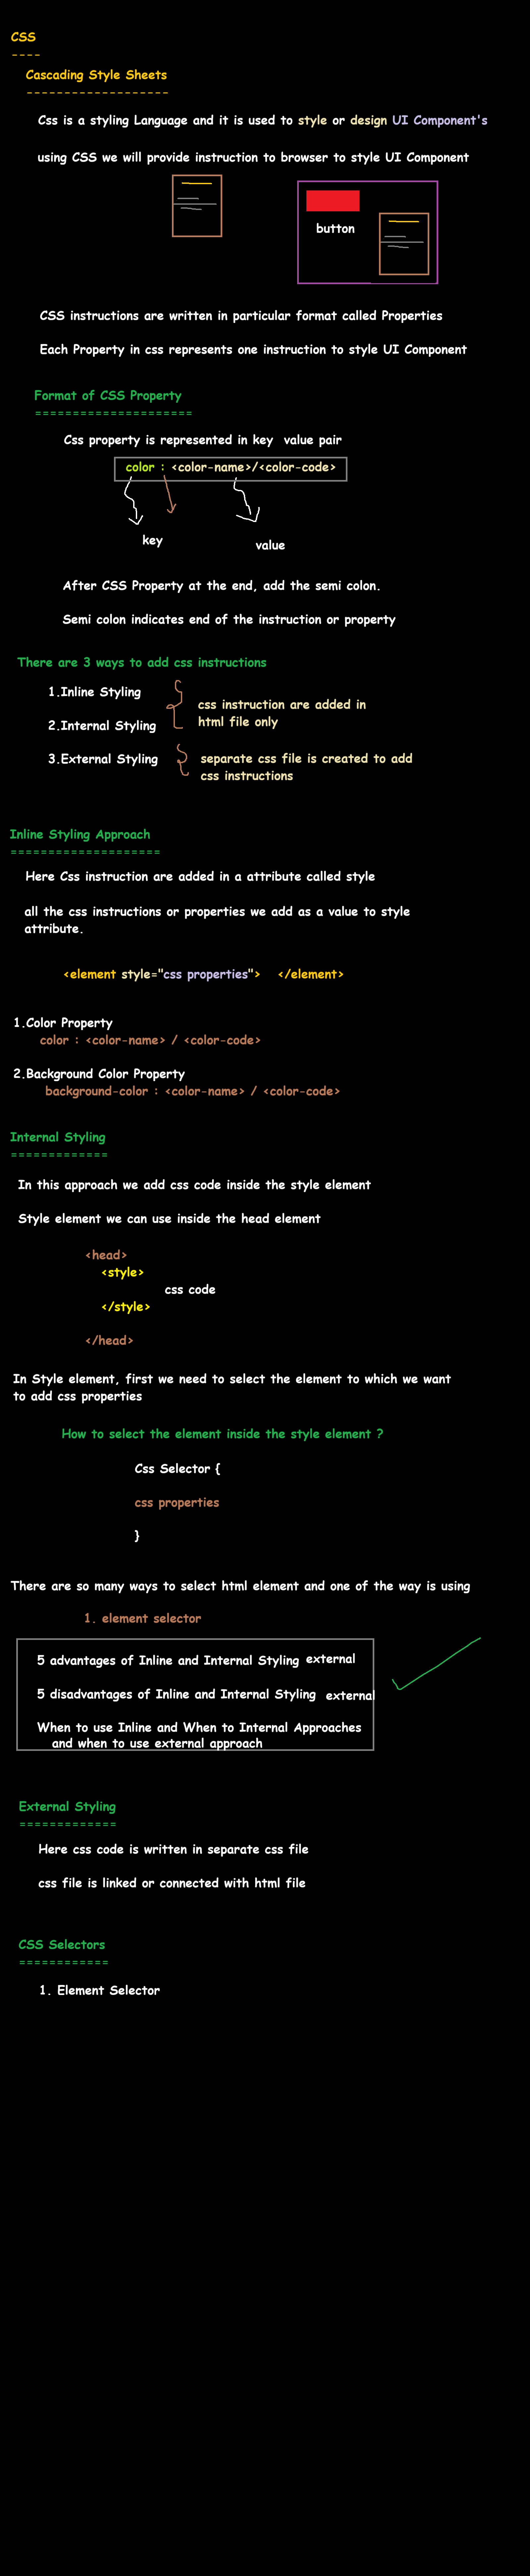 CSS
----
Cascading Style Sheets
-------------------
Css is a styling Language and it is used to style or design UI Component's
using CSS we will provide instruction to browser to style UI Component
button
CSS instructions are written in particular format called Properties
Each Property in css represents one instruction to style UI Component
Format of CSS Property
=====================
Css property is represented in key value pair
color : <color-name>/<color-code>
key
value
After CSS Property at the end, add the semi colon.
Semi colon indicates end of the instruction or property
There are 3 ways to add css instructions
1.Inline Styling
css instruction are added in
html file only
2.Internal Styling
3.External Styling
separate css file is created to add
css instructions
Inline Styling Approach
====================
Here Css instruction are added in a attribute called style
all the css instructions or properties we add as a value to style
attribute.
<element style="css properties"> </element>
1.Color Property
color : <color-name> / <color-code>
2.Background Color Property
background-color : <color-name> / <color-code>
Internal Styling
=============
In this approach we add css code inside the style element
Style element we can use inside the head element
<head>
<style>
css code
</style>
</head>
In Style element, first we need to select the element to which we want
to add css properties
How to select the element inside the style element ?
Css Selector {
css properties
}
There are so many ways to select html element and one of the way is using
1. element selector
5 advantages of Inline and Internal Styling external
5 disadvantages of Inline and Internal Styling external
When to use Inline and When to Internal Approaches
and when to use external approach
External Styling
=============
Here css code is written in separate css file
css file is linked or connected with html file
CSS Selectors
============
1. Element Selector